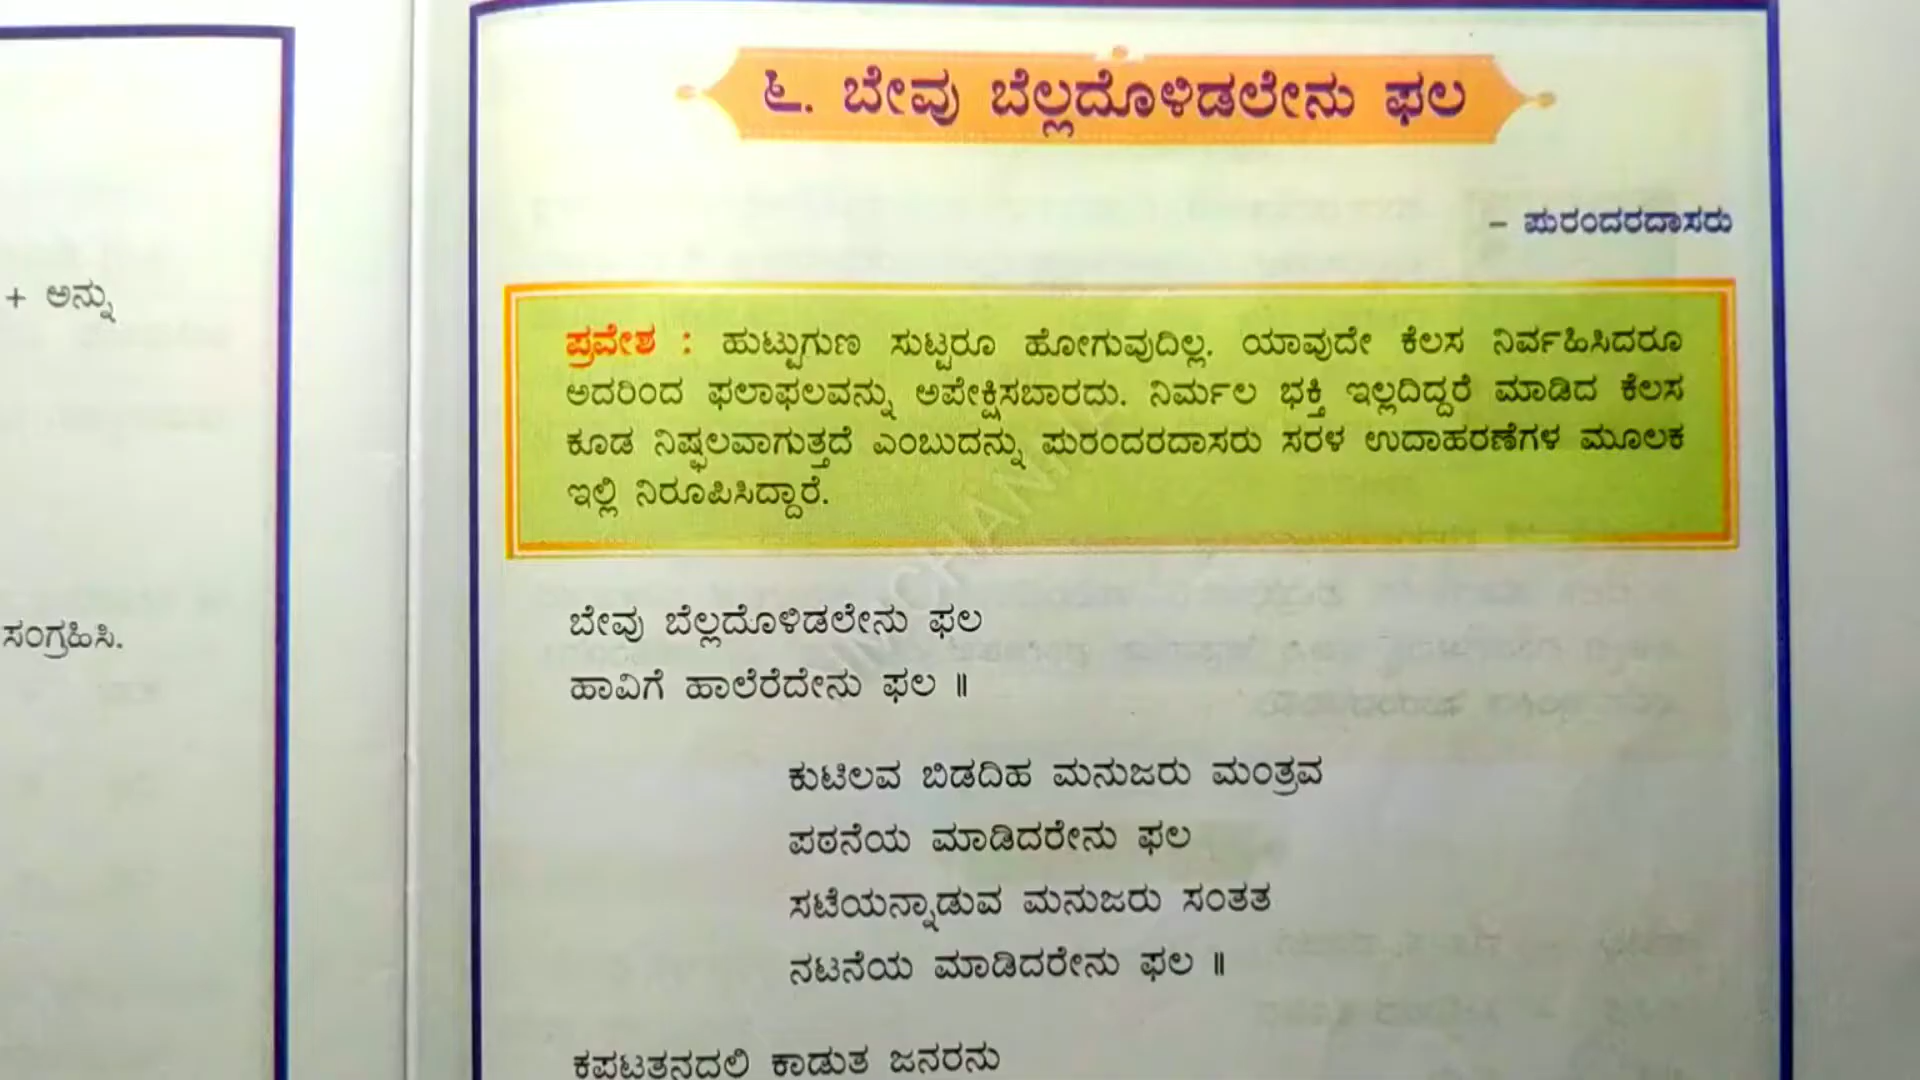 + ಅನ್ನು
ಸಂಗ್ರಹಿಸಿ.
೬. ಬೇವು ಬೆಲ್ಲದೊಳಿಡಲೇನು ಫಲ
– ಪುರಂದರದಾಸರು
ಪ್ರವೇಶ : ಹುಟ್ಟುಗುಣ ಸುಟ್ಟರೂ ಹೋಗುವುದಿಲ್ಲ. ಯಾವುದೇ ಕೆಲಸ ನಿರ್ವಹಿಸಿದರೂ
ಅದರಿಂದ ಫಲಾಫಲವನ್ನು ಅಪೇಕ್ಷಿಸಬಾರದು. ನಿರ್ಮಲ ಭಕ್ತಿ ಇಲ್ಲದಿದ್ದರೆ ಮಾಡಿದ ಕೆಲಸ
ಕೂಡ ನಿಷ್ಫಲವಾಗುತ್ತದೆ ಎಂಬುದನ್ನು ಪುರಂದರದಾಸರು ಸರಳ ಉದಾಹರಣೆಗಳ ಮೂಲಕ
ಇಲ್ಲಿ ನಿರೂಪಿಸಿದ್ದಾರೆ.
ಬೇವು ಬೆಲ್ಲದೊಳಿಡಲೇನು ಫಲ
ಹಾವಿಗೆ ಹಾಲೆರೆದೇನು ಫಲ ॥
ಕುಟಿಲವ ಬಿಡದಿಹ ಮನುಜರು ಮಂತ್ರವ
ಪಠನೆಯ ಮಾಡಿದರೇನು ಫಲ
ಸಟೆಯನ್ನಾಡುವ ಮನುಜರು ಸಂತತ
ನಟನೆಯ ಮಾಡಿದರೇನು ಫಲ ॥
ಕಪಟತನದಲಿ ಕಾಡುತ ಜನರನು